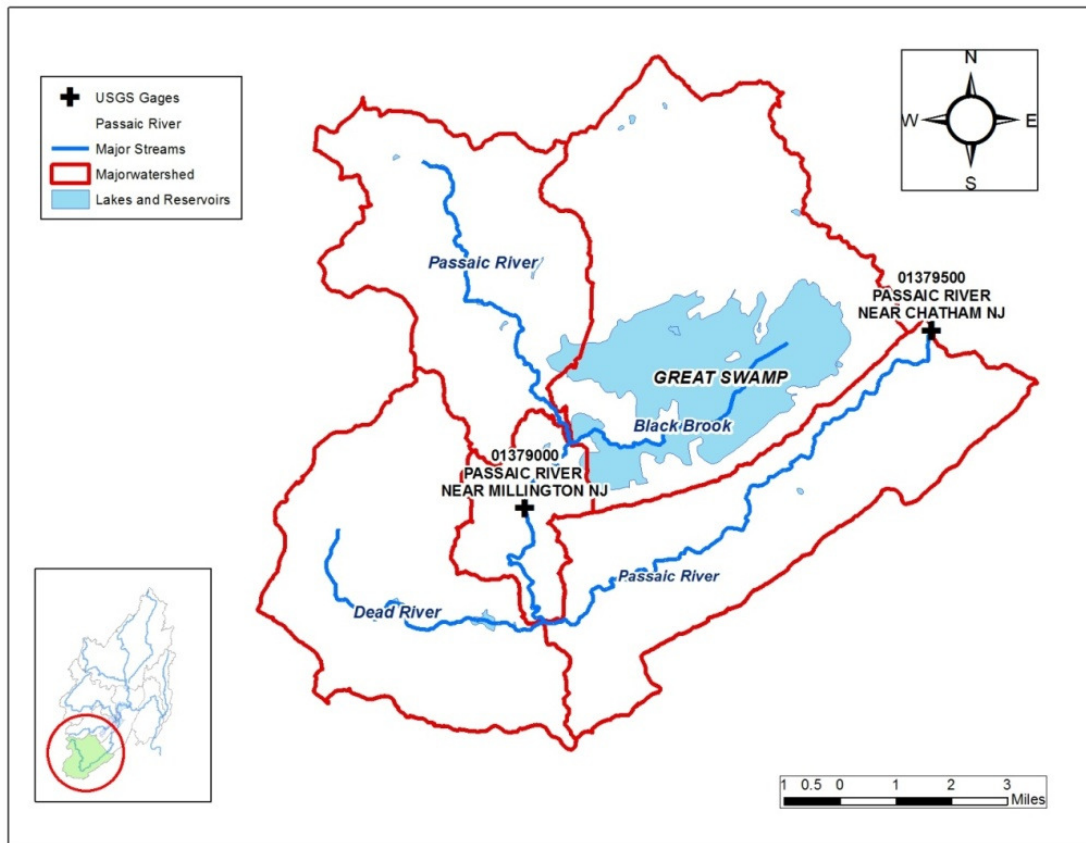 USGS Gages
Passaic River
Major Streams
Majorwatershed
Lakes and Reservoirs
N
W
E
S
Passaic River
01379500
PASSAIC RIVER
NEAR CHATHAM NJ
GREAT SWAMP
Black Brook
01379000
PASSAIC RIVER
NEAR MILLINGTON NJ
Passaic River
Dead River
1 0.5 0 1 2 3
Miles